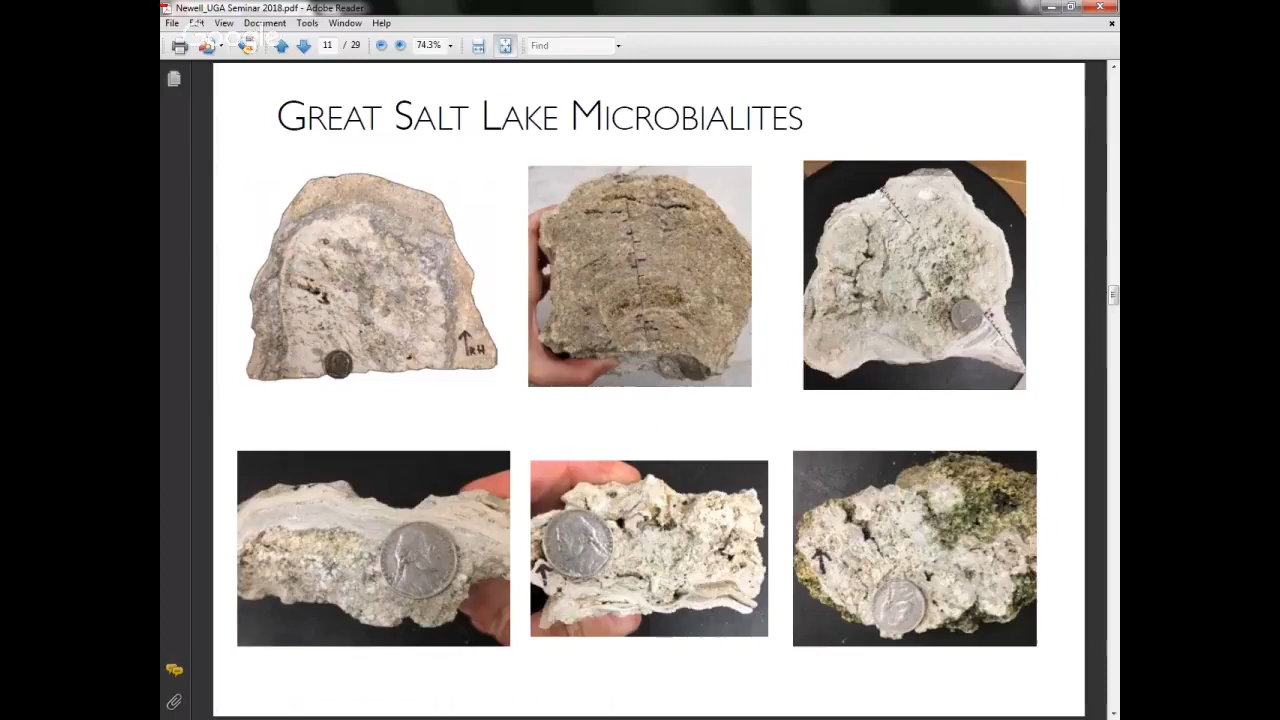 Newell_UGA Seminar 2018.pdf - Adobe Reader
File Edit View Document Tools Window Help
Google
11 / 29 74.3% Find
GREAT SALT LAKE MICROBIALITES
RH